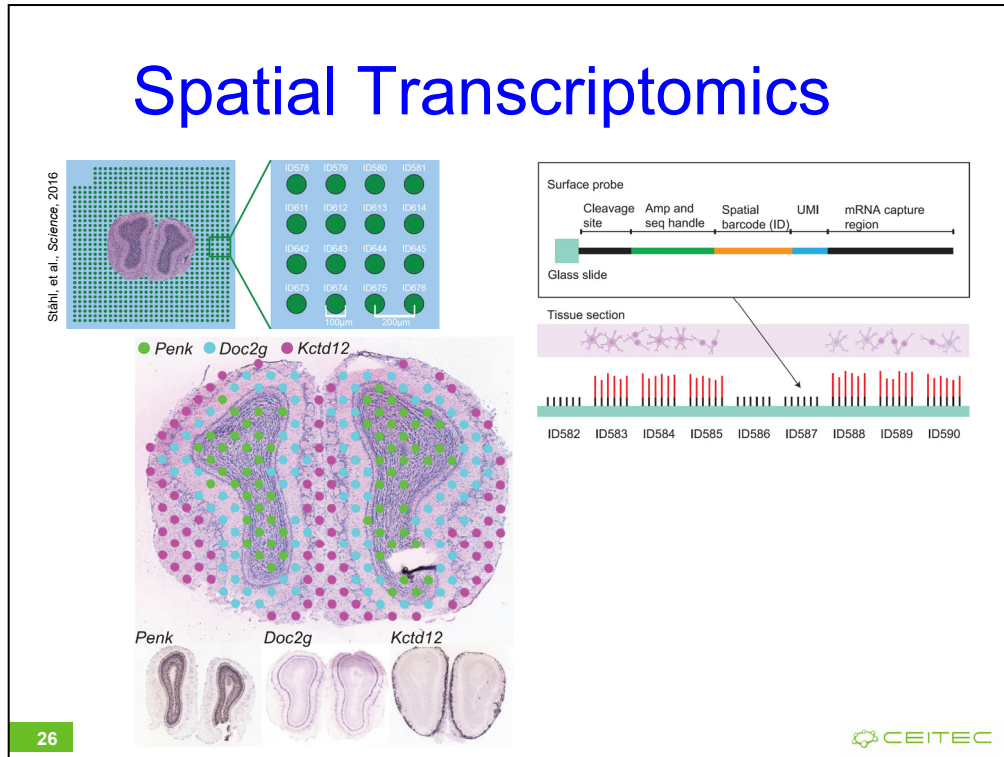 Spatial Transcriptomics
Ståhl, et al., Science, 2016
ID578 ID579 ID580 ID581
ID611 ID612 ID613 ID614
ID642 ID643 ID644 ID645
ID673 ID674 ID675 ID676
100µm 200µm
Penk Doc2g Kctd12
Penk Doc2g Kctd12
Surface probe
Cleavage site
Amp and seq handle
Spatial barcode (ID)
UMI
mRNA capture region
Glass slide
Tissue section
ID582 ID583 ID584 ID585 ID586 ID587 ID588 ID589 ID590
26
CEITEC